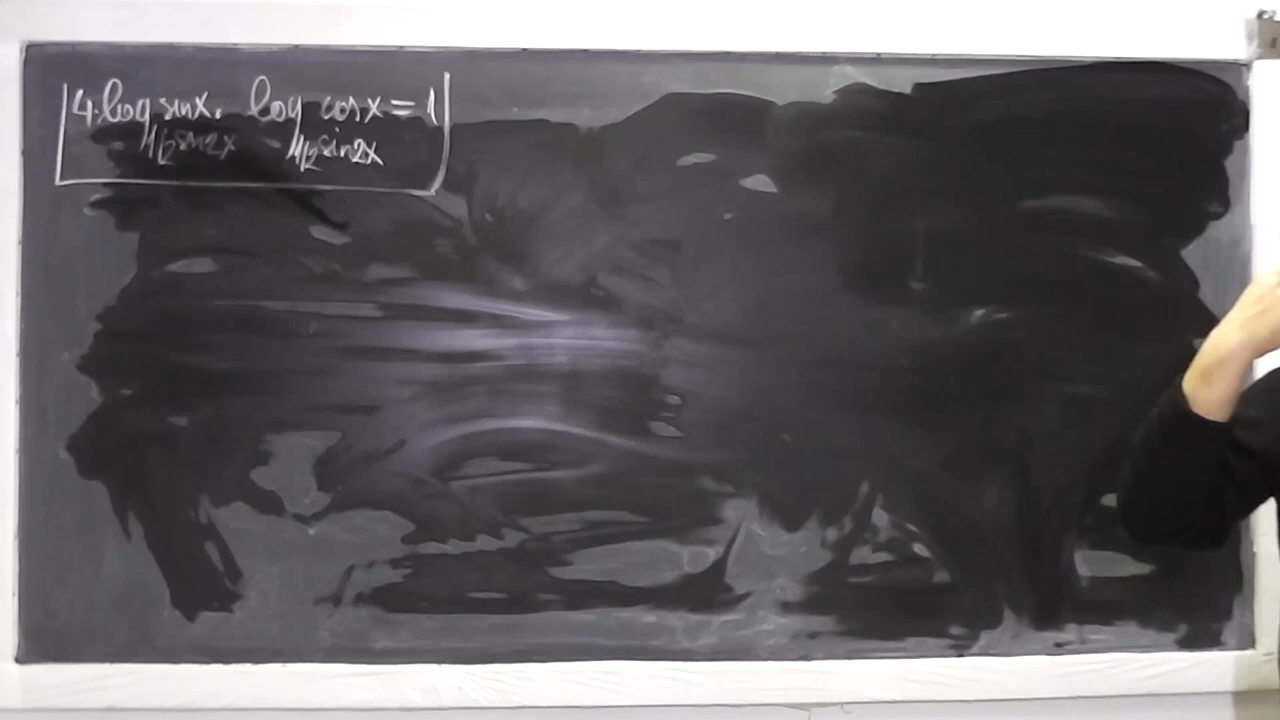 4·log sinx · log cosx = 1
1/2 sin2x 1/2 sin2x